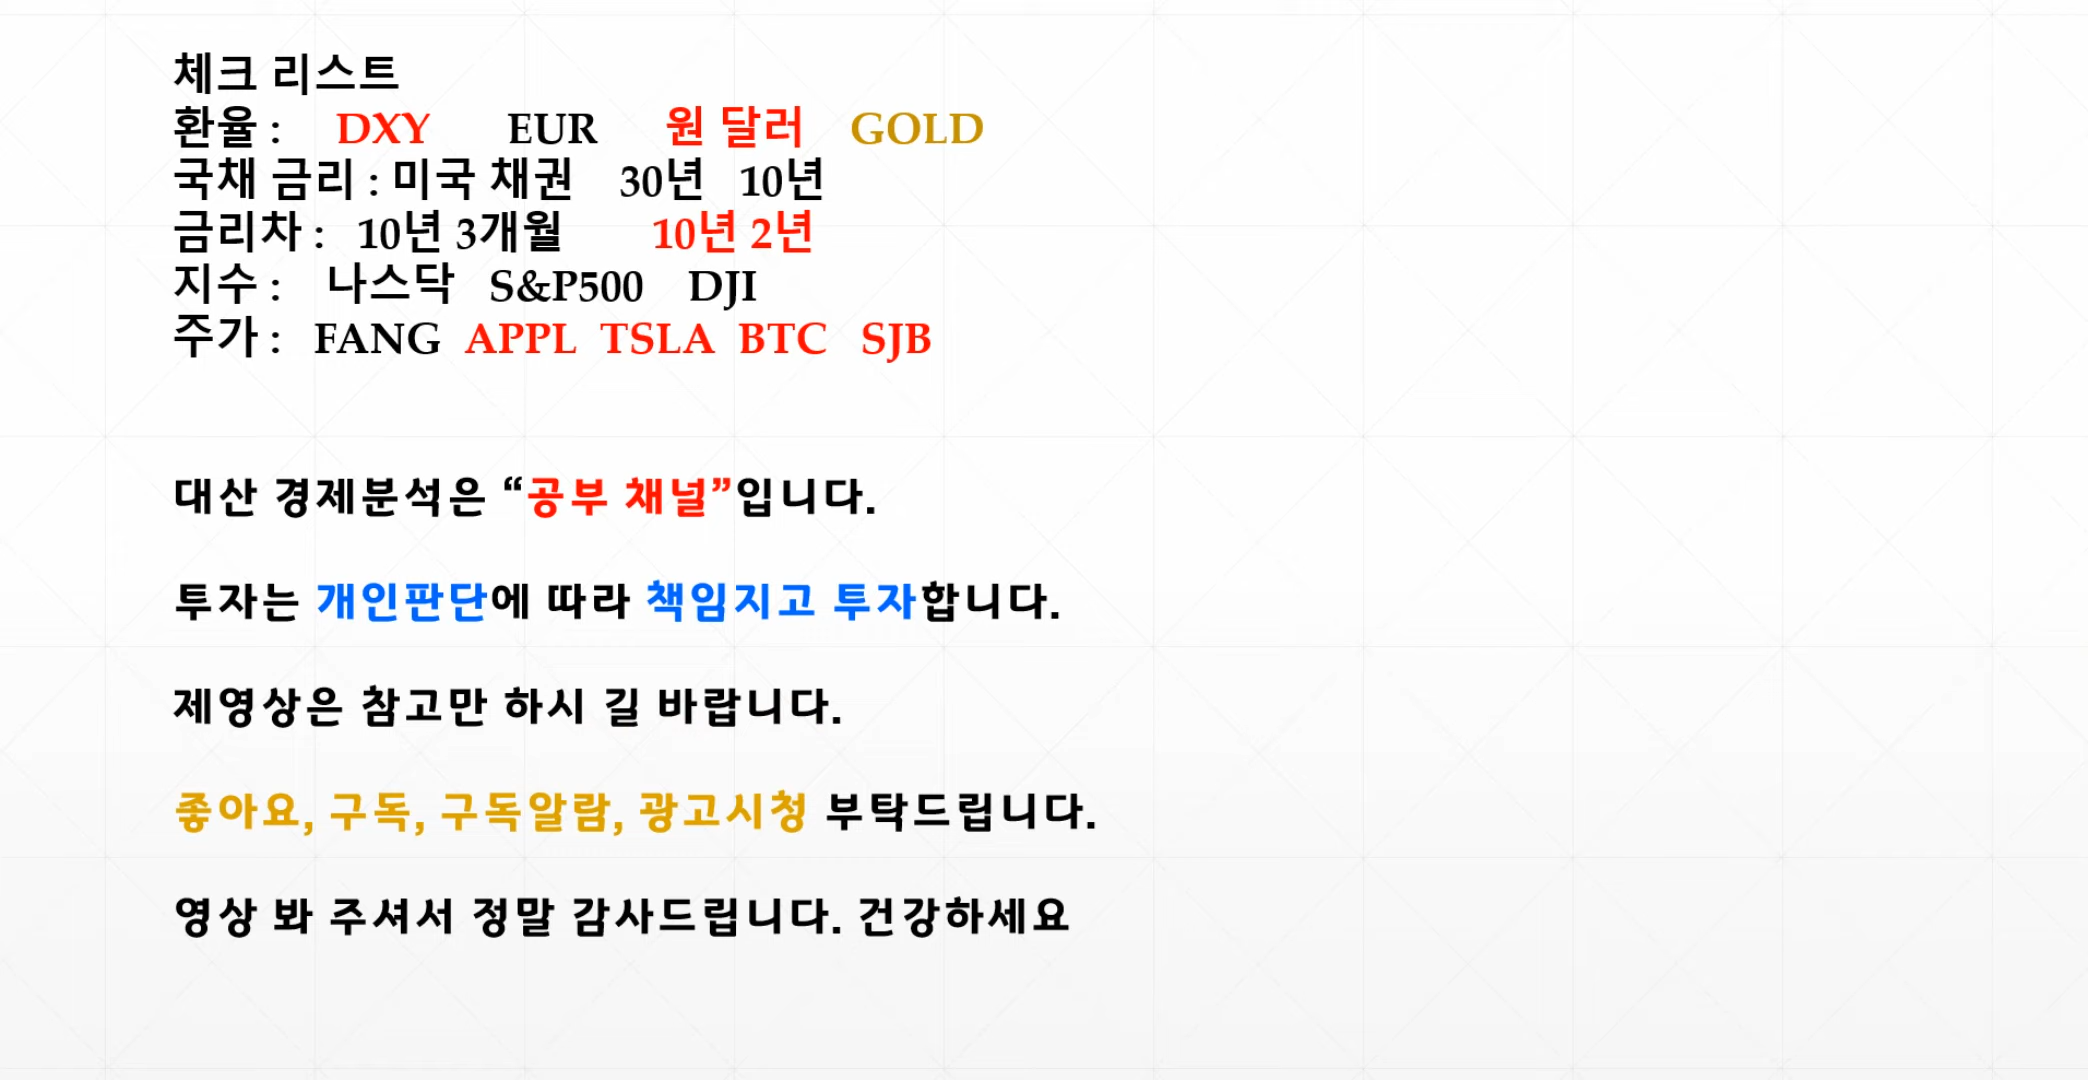 체크 리스트
환율 : DXY EUR 원 달러 GOLD
국채 금리 : 미국 채권 30년 10년
금리차 : 10년 3개월 10년 2년
지수 : 나스닥 S&P500 DJI
주가 : FANG APPL TSLA BTC SJB
대산 경제분석은 “공부 채널”입니다.
투자는 개인판단에 따라 책임지고 투자합니다.
제영상은 참고만 하시 길 바랍니다.
좋아요, 구독, 구독알람, 광고시청 부탁드립니다.
영상 봐 주셔서 정말 감사드립니다. 건강하세요